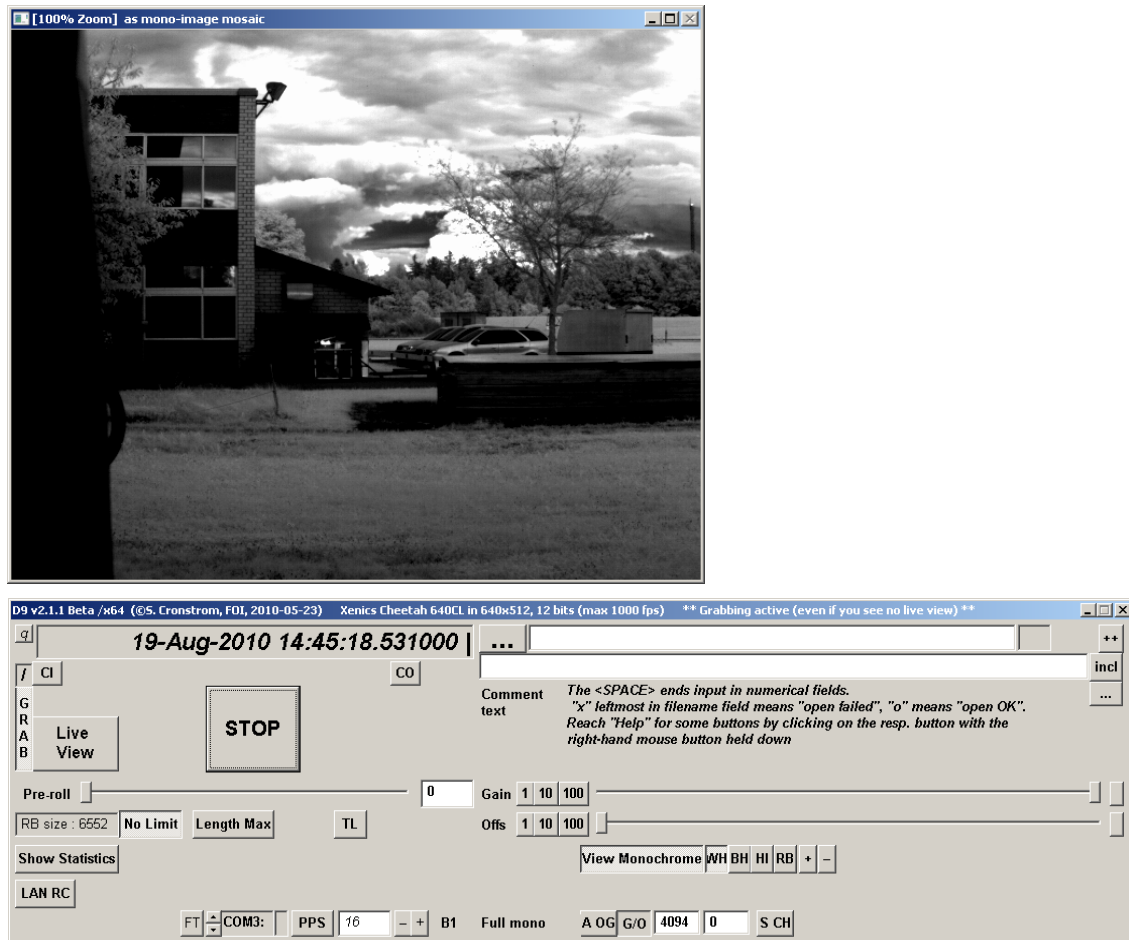 [100% Zoom]  as mono-image mosaic
D9 v2.1.1 Beta /x64  (©S. Cronstrom, FOI, 2010-05-23)    Xenics Cheetah 640CL in 640x512, 12 bits (max 1000 fps)    ** Grabbing active (even if you see no live view) **
q 19-Aug-2010 14:45:18.531000 | ... ++
/ CI CO incl
GRAB Live View STOP Comment text ...
The <SPACE> ends input in numerical fields.
"x" leftmost in filename field means "open failed", "o" means "open OK".
Reach "Help" for some buttons by clicking on the resp. button with the
right-hand mouse button held down
Pre-roll 0 Gain 1 10 100
RB size : 6552 No Limit Length Max TL Offs 1 10 100
Show Statistics View Monochrome WH BH HI RB + –
LAN RC
FT COM3: PPS 16 – + B1 Full mono A OG G/O 4094 0 S CH